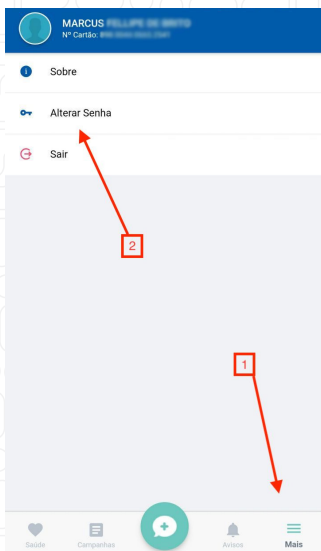 MARCUS
Nº Cartão:
Sobre
Alterar Senha
Sair
2
1
Saúde
Campanhas
Avisos
Mais